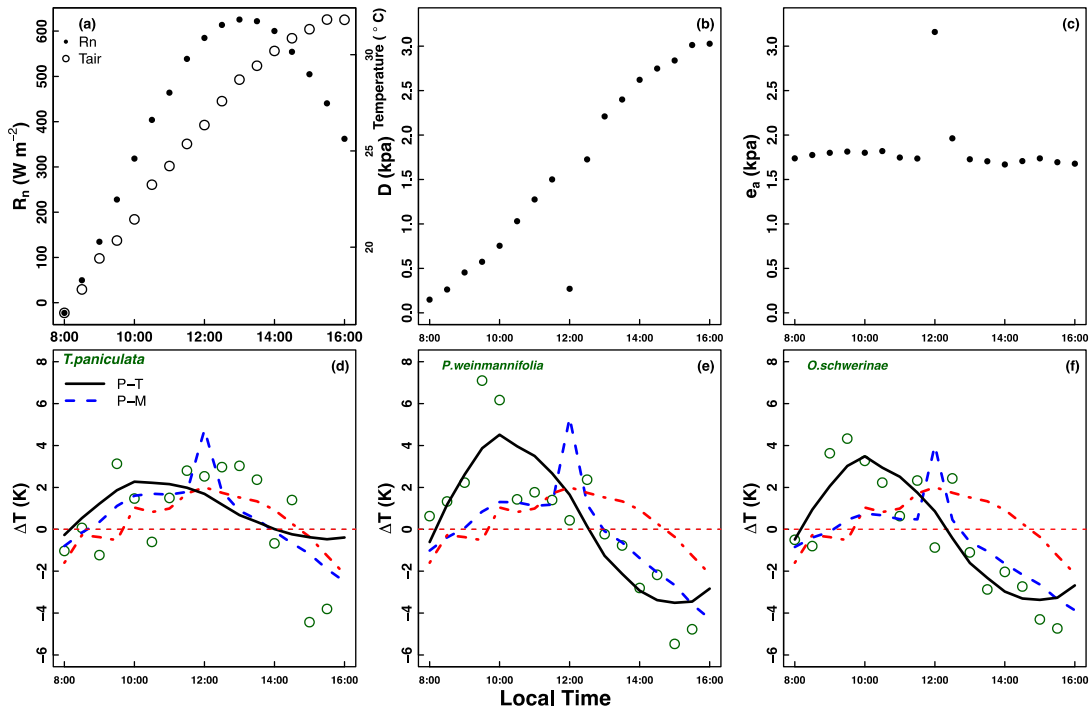 (a)
Rn
Tair
600
500
400
300
200
100
0
Rₙ (W m⁻²)
30
25
20
Temperature (°C)
8:00 10:00 12:00 14:00 16:00
(b)
3.0
2.5
2.0
1.5
1.0
0.5
0.0
D (kpa)
8:00 10:00 12:00 14:00 16:00
(c)
3.0
2.5
2.0
1.5
1.0
0.5
0.0
eₐ (kpa)
8:00 10:00 12:00 14:00 16:00
T.paniculata (d)
P−T
P−M
8
6
4
2
0
−2
−4
−6
ΔT (K)
8:00 10:00 12:00 14:00 16:00
P.weinmannifolia (e)
8
6
4
2
0
−2
−4
−6
ΔT (K)
8:00 10:00 12:00 14:00 16:00
O.schwerinae (f)
8
6
4
2
0
−2
−4
−6
ΔT (K)
8:00 10:00 12:00 14:00 16:00
Local Time